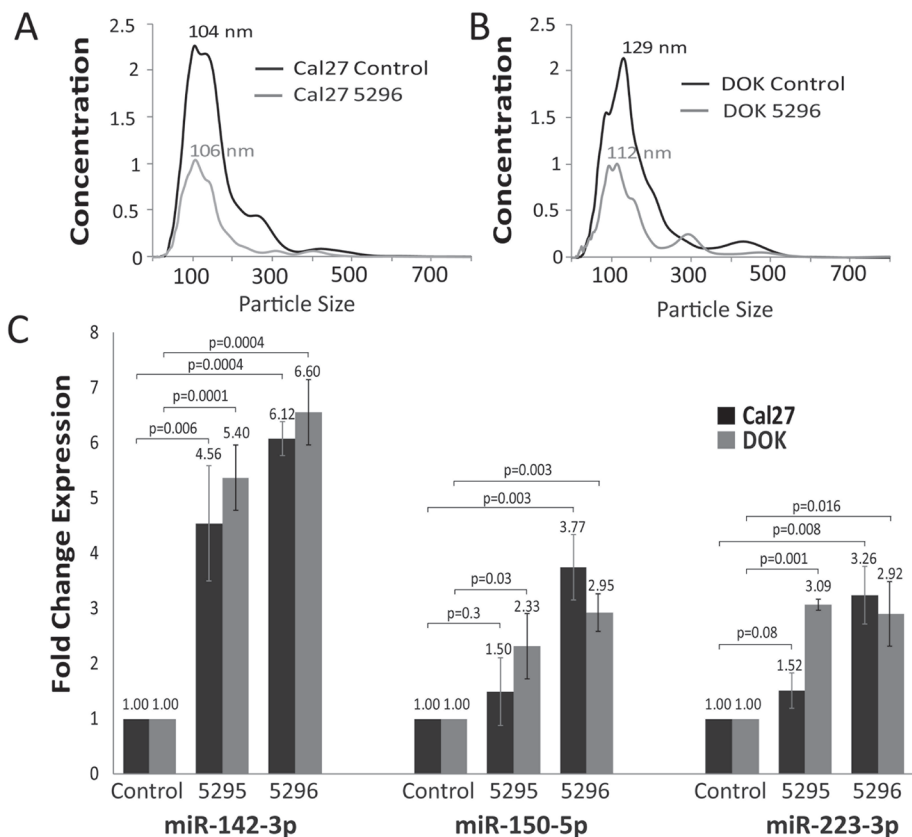 A
Concentration
2.5
2
1.5
1
0.5
0
104 nm
106 nm
Cal27 Control
Cal27 5296
100 300 500 700
Particle Size
B
Concentration
2.5
2
1.5
1
0.5
0
129 nm
112 nm
DOK Control
DOK 5296
100 300 500 700
Particle Size
C
Fold Change Expression
8
7
6
5
4
3
2
1
0
Cal27
DOK
p=0.0004
p=0.0004
p=0.0001
p=0.006
1.00 1.00
4.56
5.40
6.12
6.60
Control 5295 5296
miR-142-3p
p=0.003
p=0.003
p=0.03
p=0.3
1.00 1.00
1.50
2.33
3.77
2.95
Control 5295 5296
miR-150-5p
p=0.016
p=0.008
p=0.001
p=0.08
1.00 1.00
1.52
3.09
3.26
2.92
Control 5295 5296
miR-223-3p